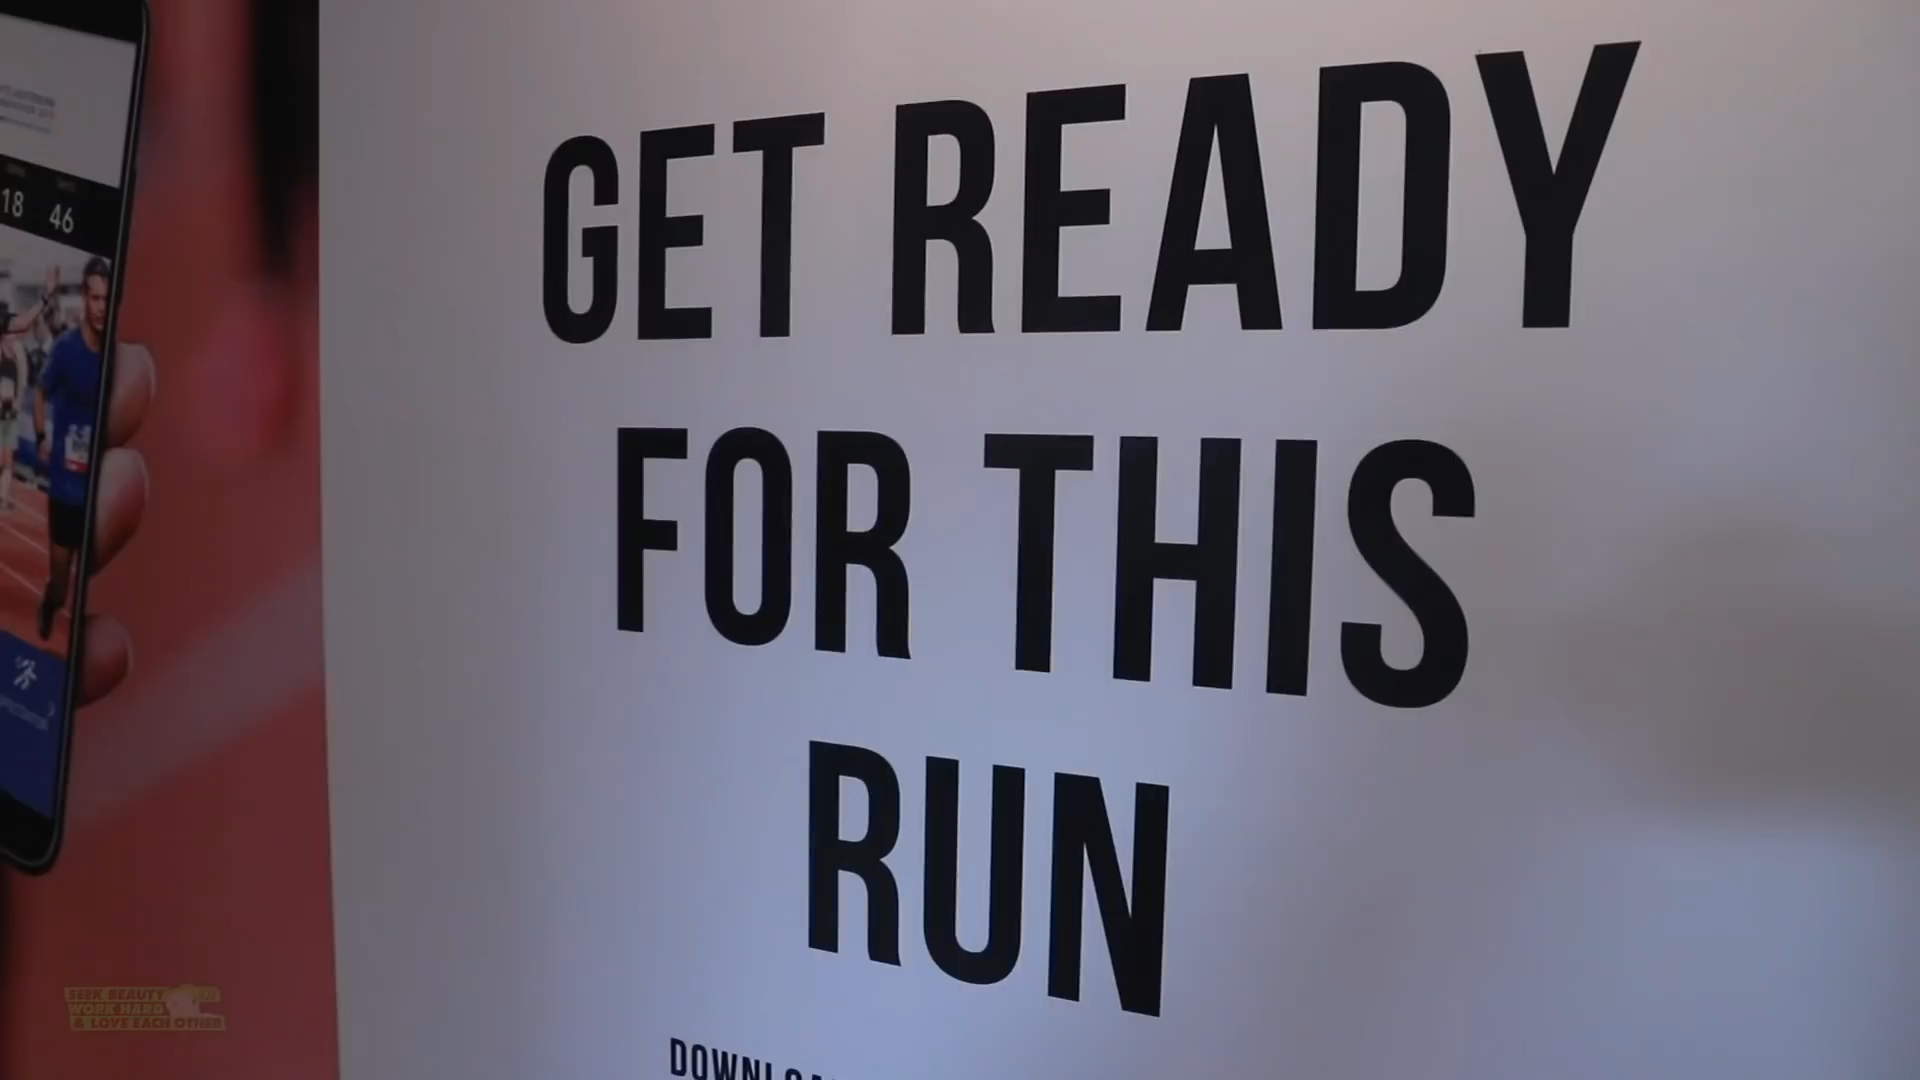 18 46
GET READY
FOR THIS
RUN
SEEK BEAUTY
WORK HARD
& LOVE EACH OTHER